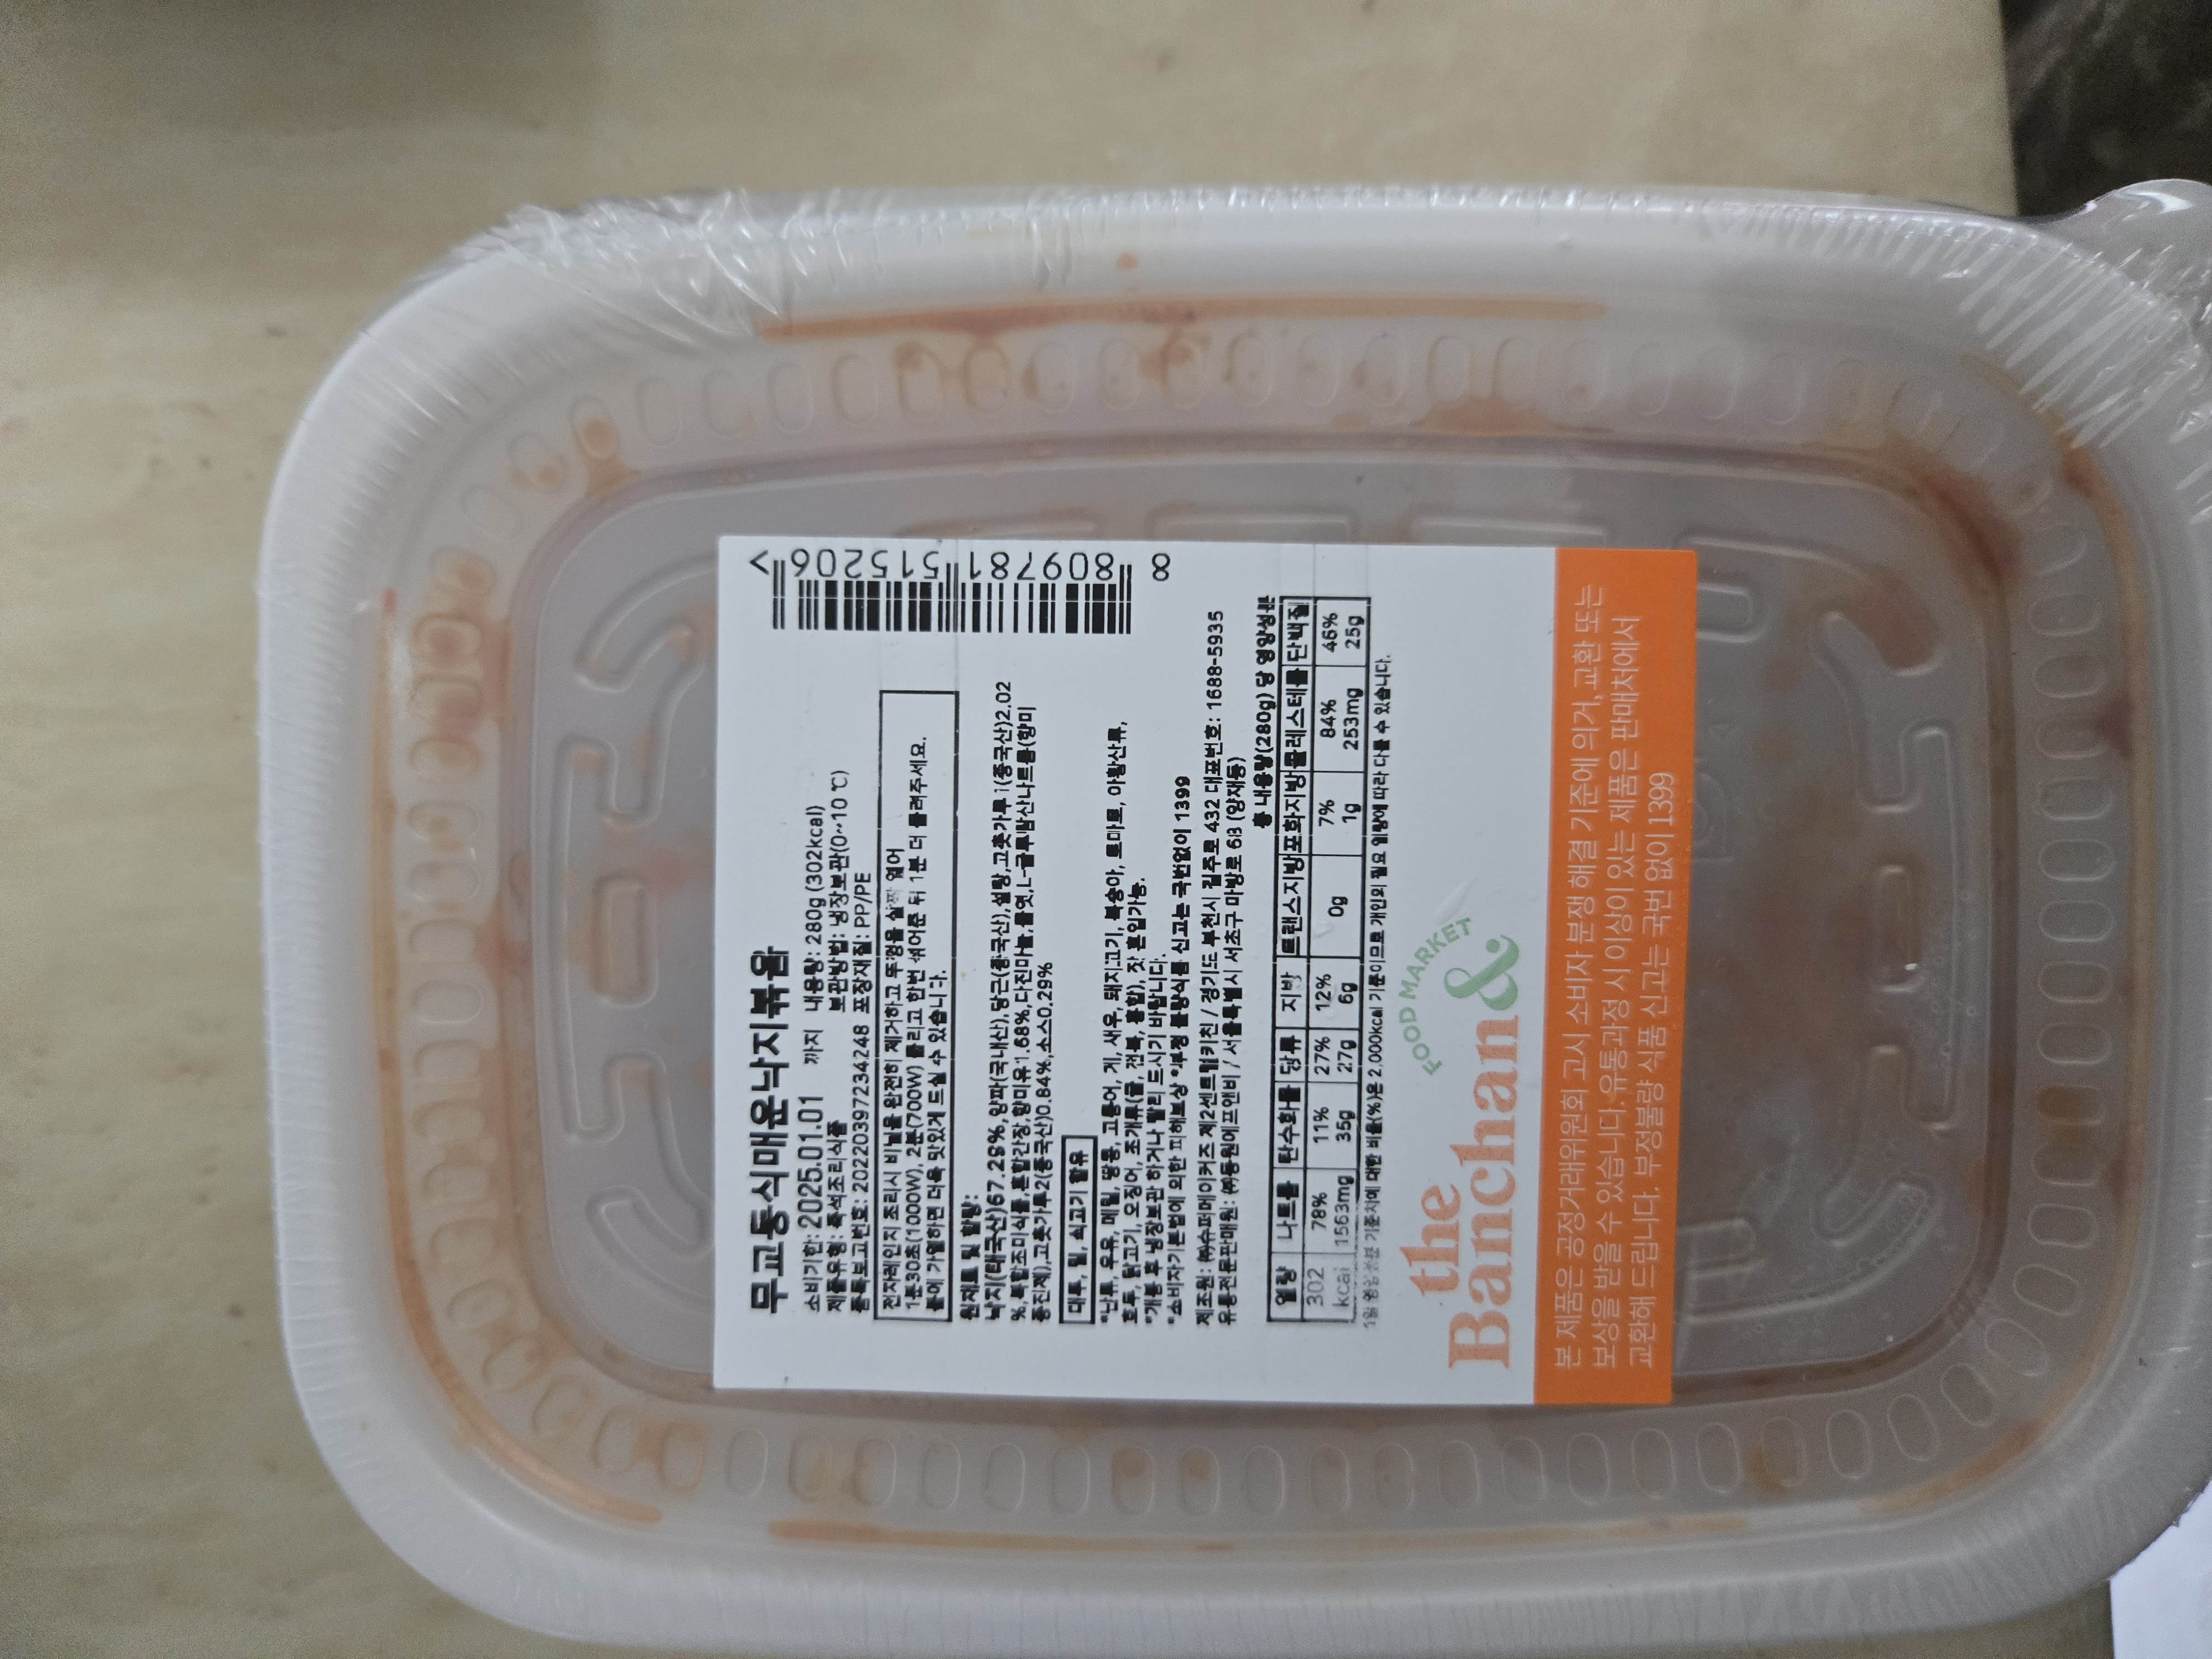 무교동식매운낙지볶음
소비기한: 2025.01.01 까지 내용량: 280g (302kcal)
제품유형: 즉석조리식품 보관방법: 냉장보관(0~10℃)
품목보고번호: 20220397234248 포장재질: PP/PE
전자레인지 조리시 비닐을 완전히 제거하고 뚜껑을 살짝 열어
1분30초(1000W), 2분(700W) 돌리고 한번 섞어준 뒤 1분 더 돌려주세요.
불에 가열하면 더욱 맛있게 드실 수 있습니다.
원재료 및 함량:
낙지(태국산)67.29%,양파(국내산),당근(중국산),설탕,고춧가루1(중국산)2.02
%,복합조미식품,혼합간장,향미유1.68%,다진마늘,물엿,L-글루탐산나트륨(향미
증진제),고춧가루2(중국산)0.84%,소스0.29%
대두, 밀, 쇠고기 함유
*난류, 우유, 메밀, 땅콩, 고등어, 게, 새우, 돼지고기, 복숭아, 토마토, 아황산류,
호두, 닭고기, 오징어, 조개류(굴, 전복, 홍합), 잣 혼입가능.
*개봉 후 냉장보관 하거나 빨리 드시기 바랍니다.
*소비자기본법에 의한 피해보상 *부정 불량식품 신고는 국번없이 1399
제조원: ㈜슈퍼메이커즈 제2센트럴키친 / 경기도 부천시 길주로 432 대표번호: 1688-5935
유통전문판매원: ㈜동원에프앤비 / 서울특별시 서초구 마방로 68 (양재동)
총 내용량(280g) 당 영양성분
열량 나트륨 탄수화물 당류 지방 트랜스지방 포화지방 콜레스테롤 단백질
302 78% 11% 27% 12% 0g 7% 84% 46%
kcal 1563mg 35g 27g 6g 1g 253mg 25g
1일 영양성분 기준치에 대한 비율(%)은 2,000kcal 기준이므로 개인의 필요 열량에 따라 다를 수 있습니다.
8 809781 515206 >
FOOD MARKET
the
Banchan&
본 제품은 공정거래위원회 고시 소비자 분쟁 해결 기준에 의거, 교환 또는
보상을 받을 수 있습니다. 유통과정 시 이상이 있는 제품은 판매처에서
교환해 드립니다. 부정불량 식품 신고는 국번 없이 1399